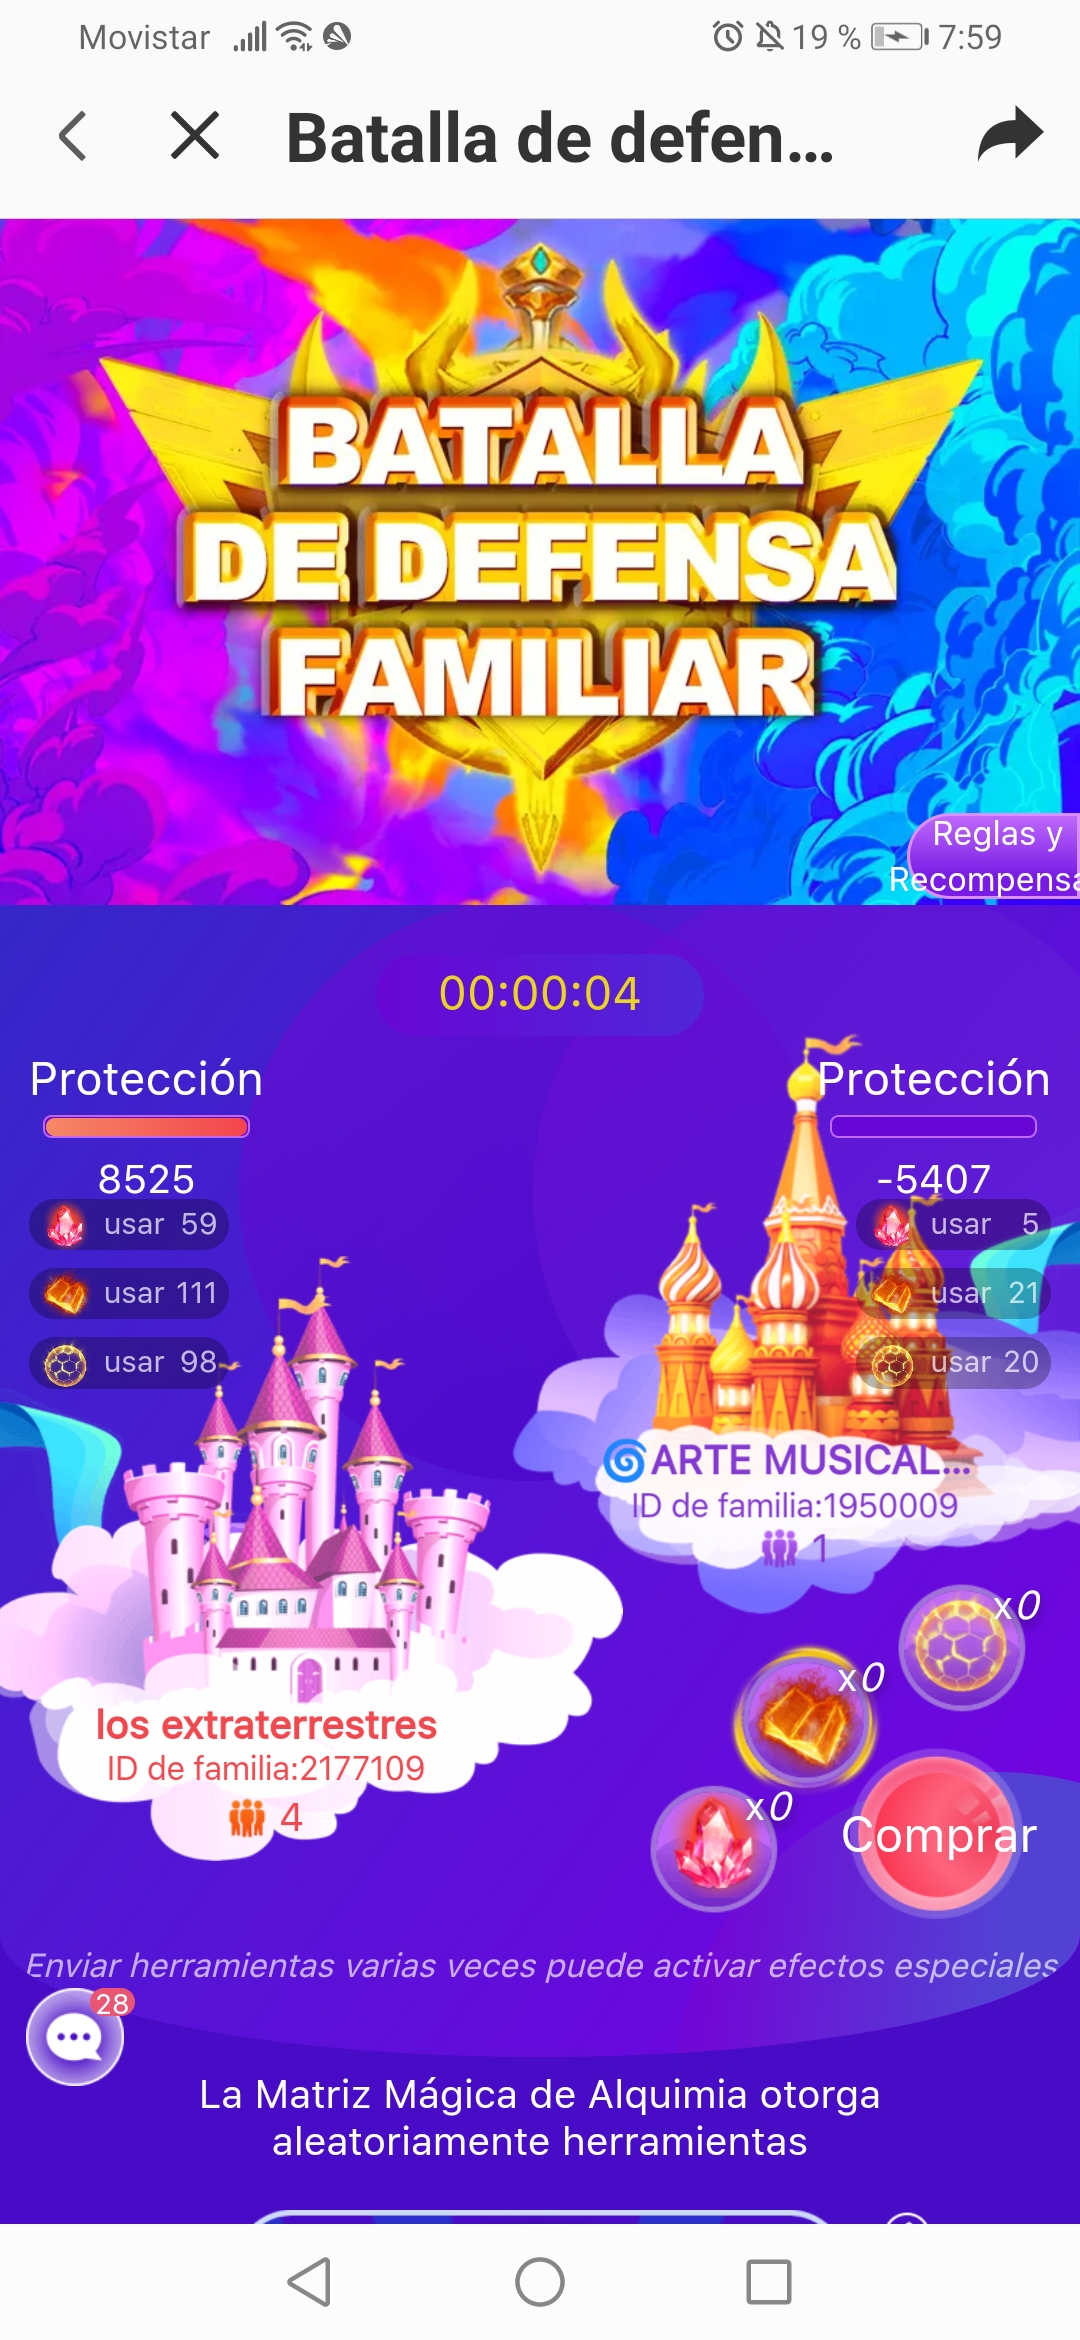 Movistar 19 % 7:59
Batalla de defen...
BATALLA
DE DEFENSA
FAMILIAR
Reglas y
Recompensa
00:00:04
Protección
8525
usar 59
usar 111
usar 98
Protección
-5407
usar 5
usar 21
usar 20
ARTE MUSICAL...
ID de familia:1950009
1
los extraterrestres
ID de familia:2177109
4
x0
x0
x0
Comprar
Enviar herramientas varias veces puede activar efectos especiales
28
La Matriz Mágica de Alquimia otorga
aleatoriamente herramientas